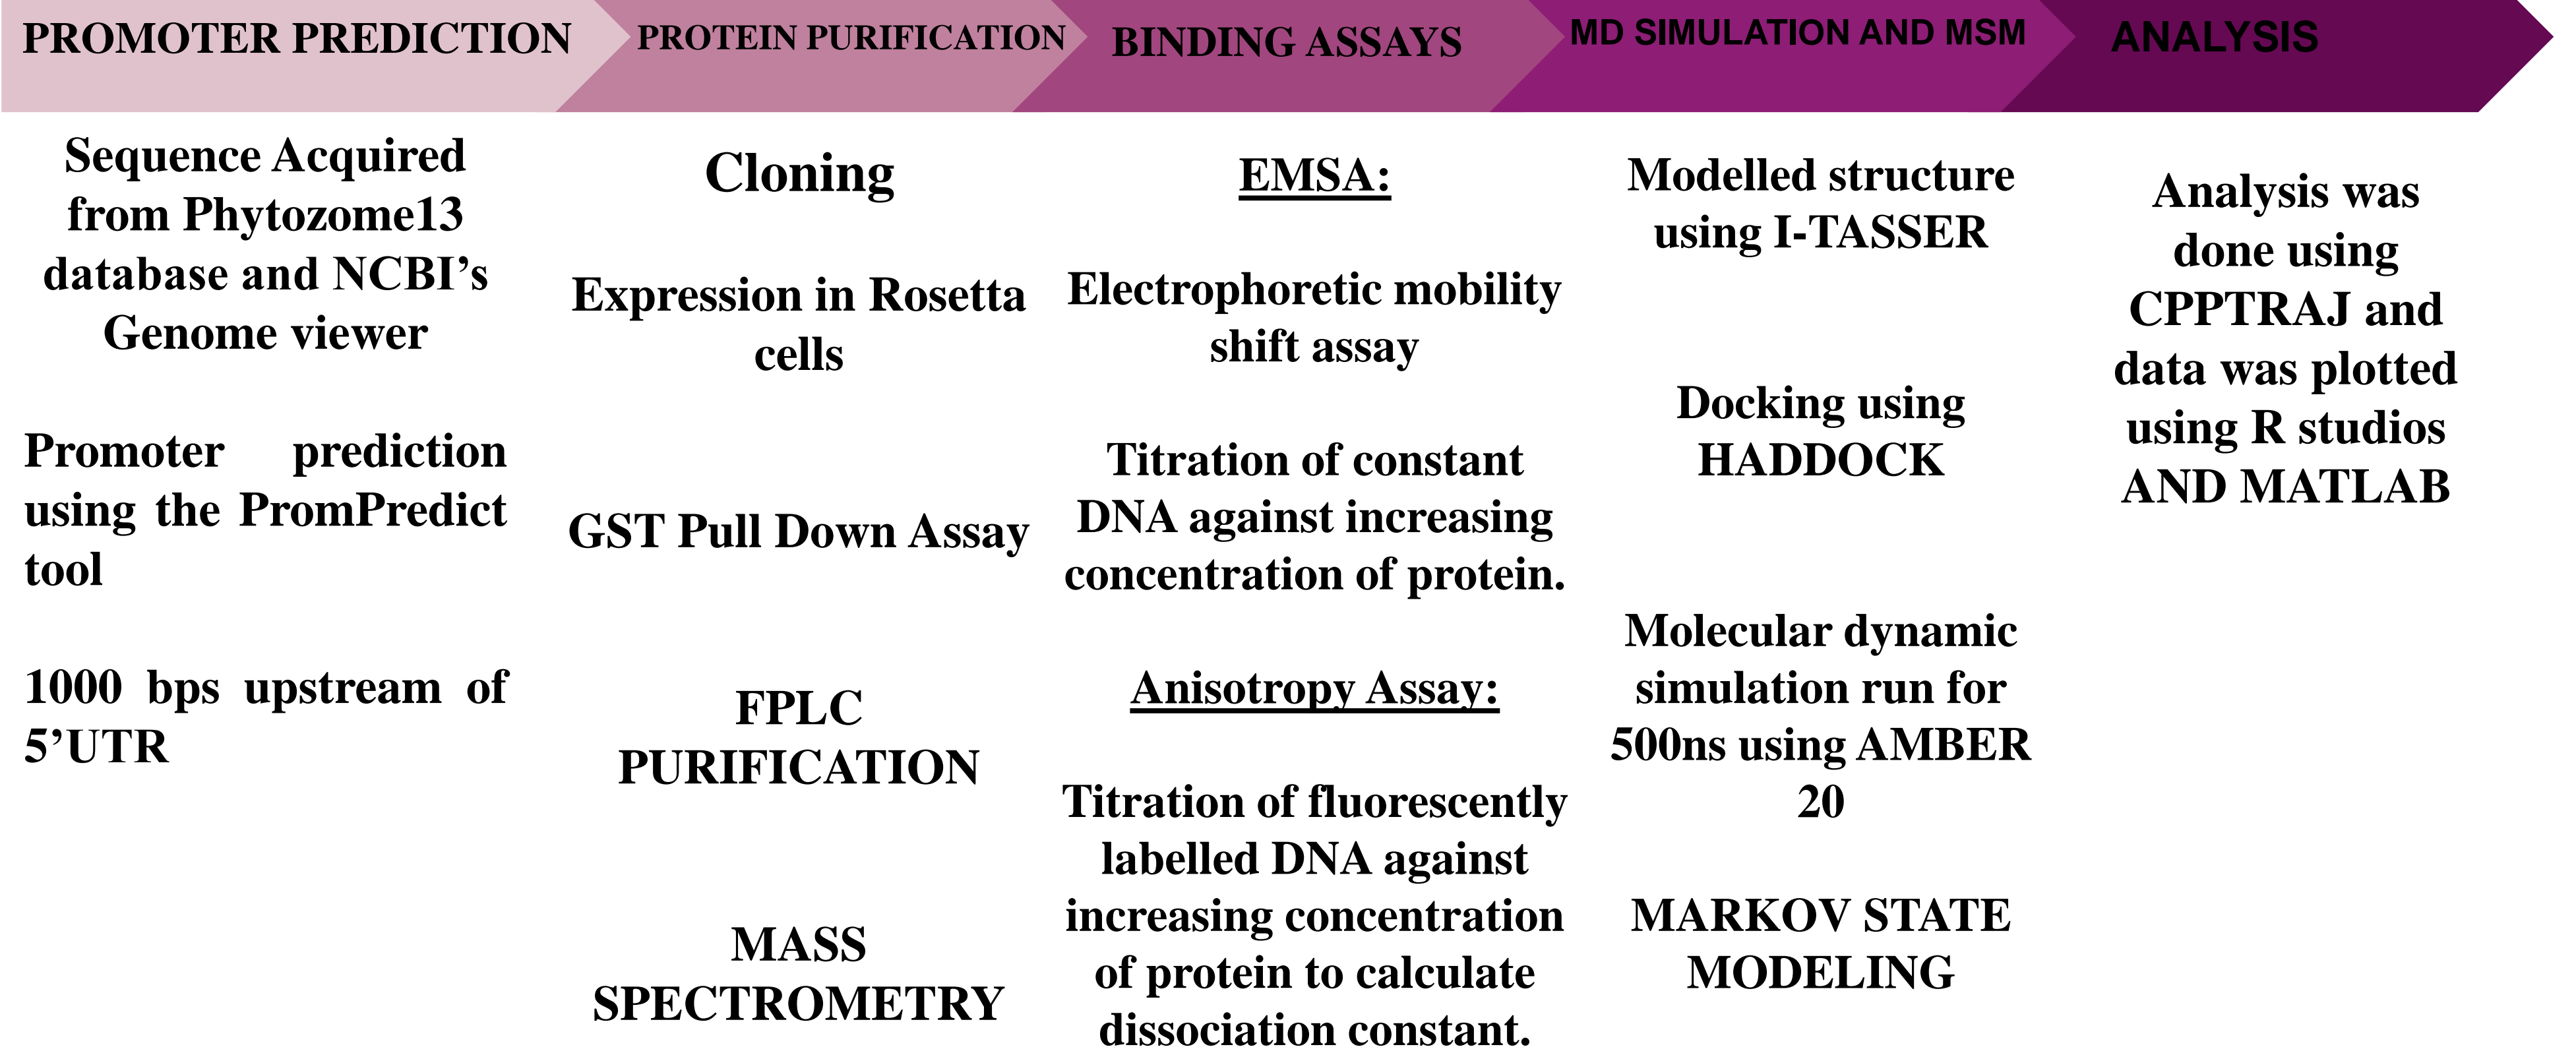 PROMOTER PREDICTION
PROTEIN PURIFICATION
BINDING ASSAYS
MD SIMULATION AND MSM
ANALYSIS
Sequence Acquired
from Phytozome13
database and NCBI’s
Genome viewer
Promoter prediction
using the PromPredict
tool
1000 bps upstream of
5’UTR
Cloning
Expression in Rosetta
cells
GST Pull Down Assay
FPLC
PURIFICATION
MASS
SPECTROMETRY
EMSA:
Electrophoretic mobility
shift assay
Titration of constant
DNA against increasing
concentration of protein.
Anisotropy Assay:
Titration of fluorescently
labelled DNA against
increasing concentration
of protein to calculate
dissociation constant.
Modelled structure
using I-TASSER
Docking using
HADDOCK
Molecular dynamic
simulation run for
500ns using AMBER
20
MARKOV STATE
MODELING
Analysis was
done using
CPPTRAJ and
data was plotted
using R studios
AND MATLAB